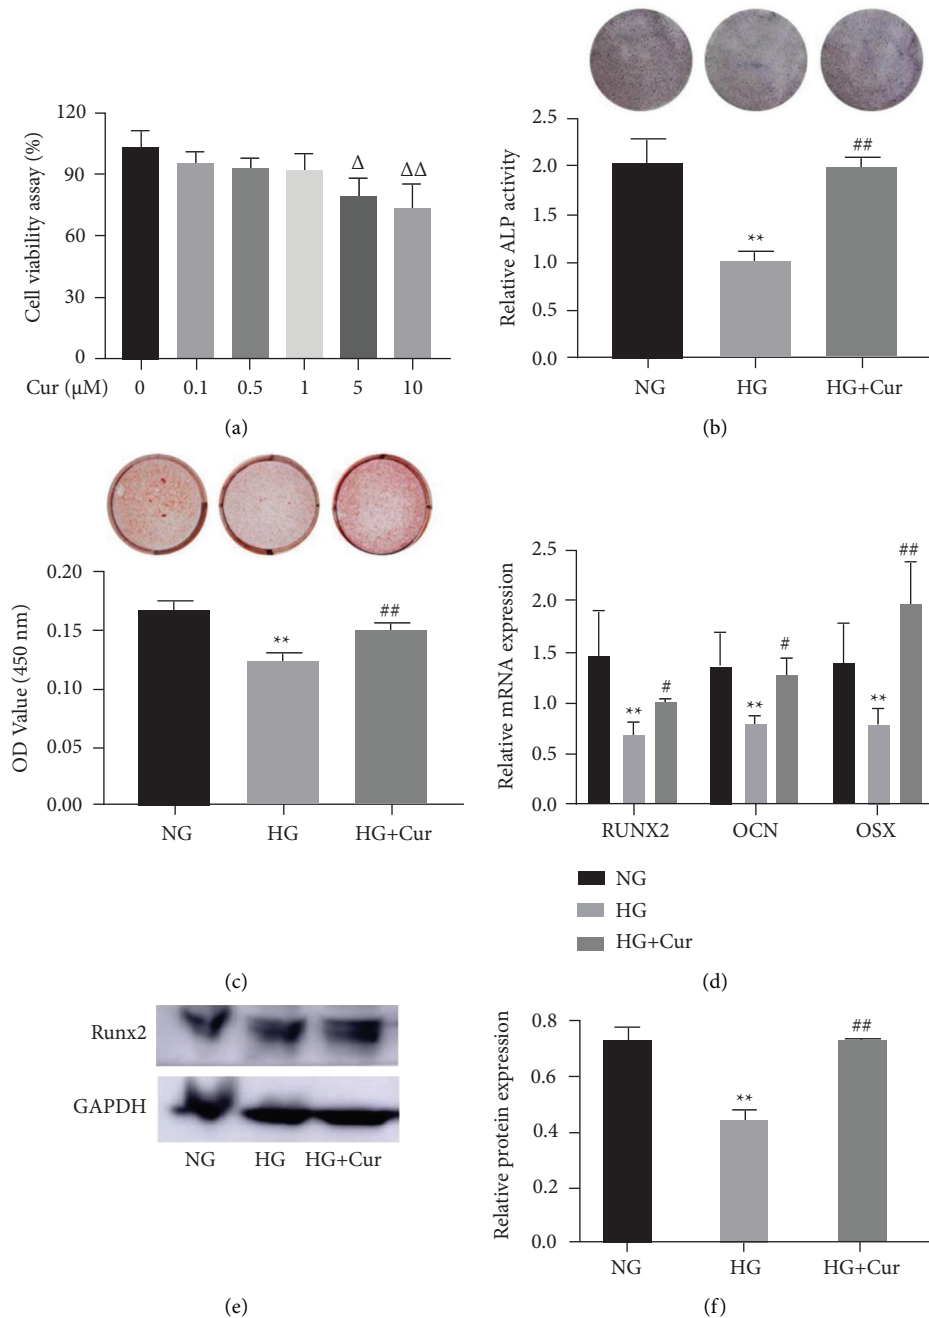 120
90
60
30
0
Cell viability assay (%)
Δ
ΔΔ
Cur (μM) 0 0.1 0.5 1 5 10
(a)
2.5
2.0
1.5
1.0
0.5
0.0
Relative ALP activity
**
##
NG HG HG+Cur
(b)
0.20
0.15
0.10
0.05
0.00
OD Value (450 nm)
**
##
NG HG HG+Cur
(c)
2.5
2.0
1.5
1.0
0.5
0.0
Relative mRNA expression
**
#
**
#
**
##
RUNX2 OCN OSX
NG
HG
HG+Cur
(d)
Runx2
GAPDH
NG HG HG+Cur
(e)
0.8
0.6
0.4
0.2
0.0
Relative protein expression
**
##
NG HG HG+Cur
(f)